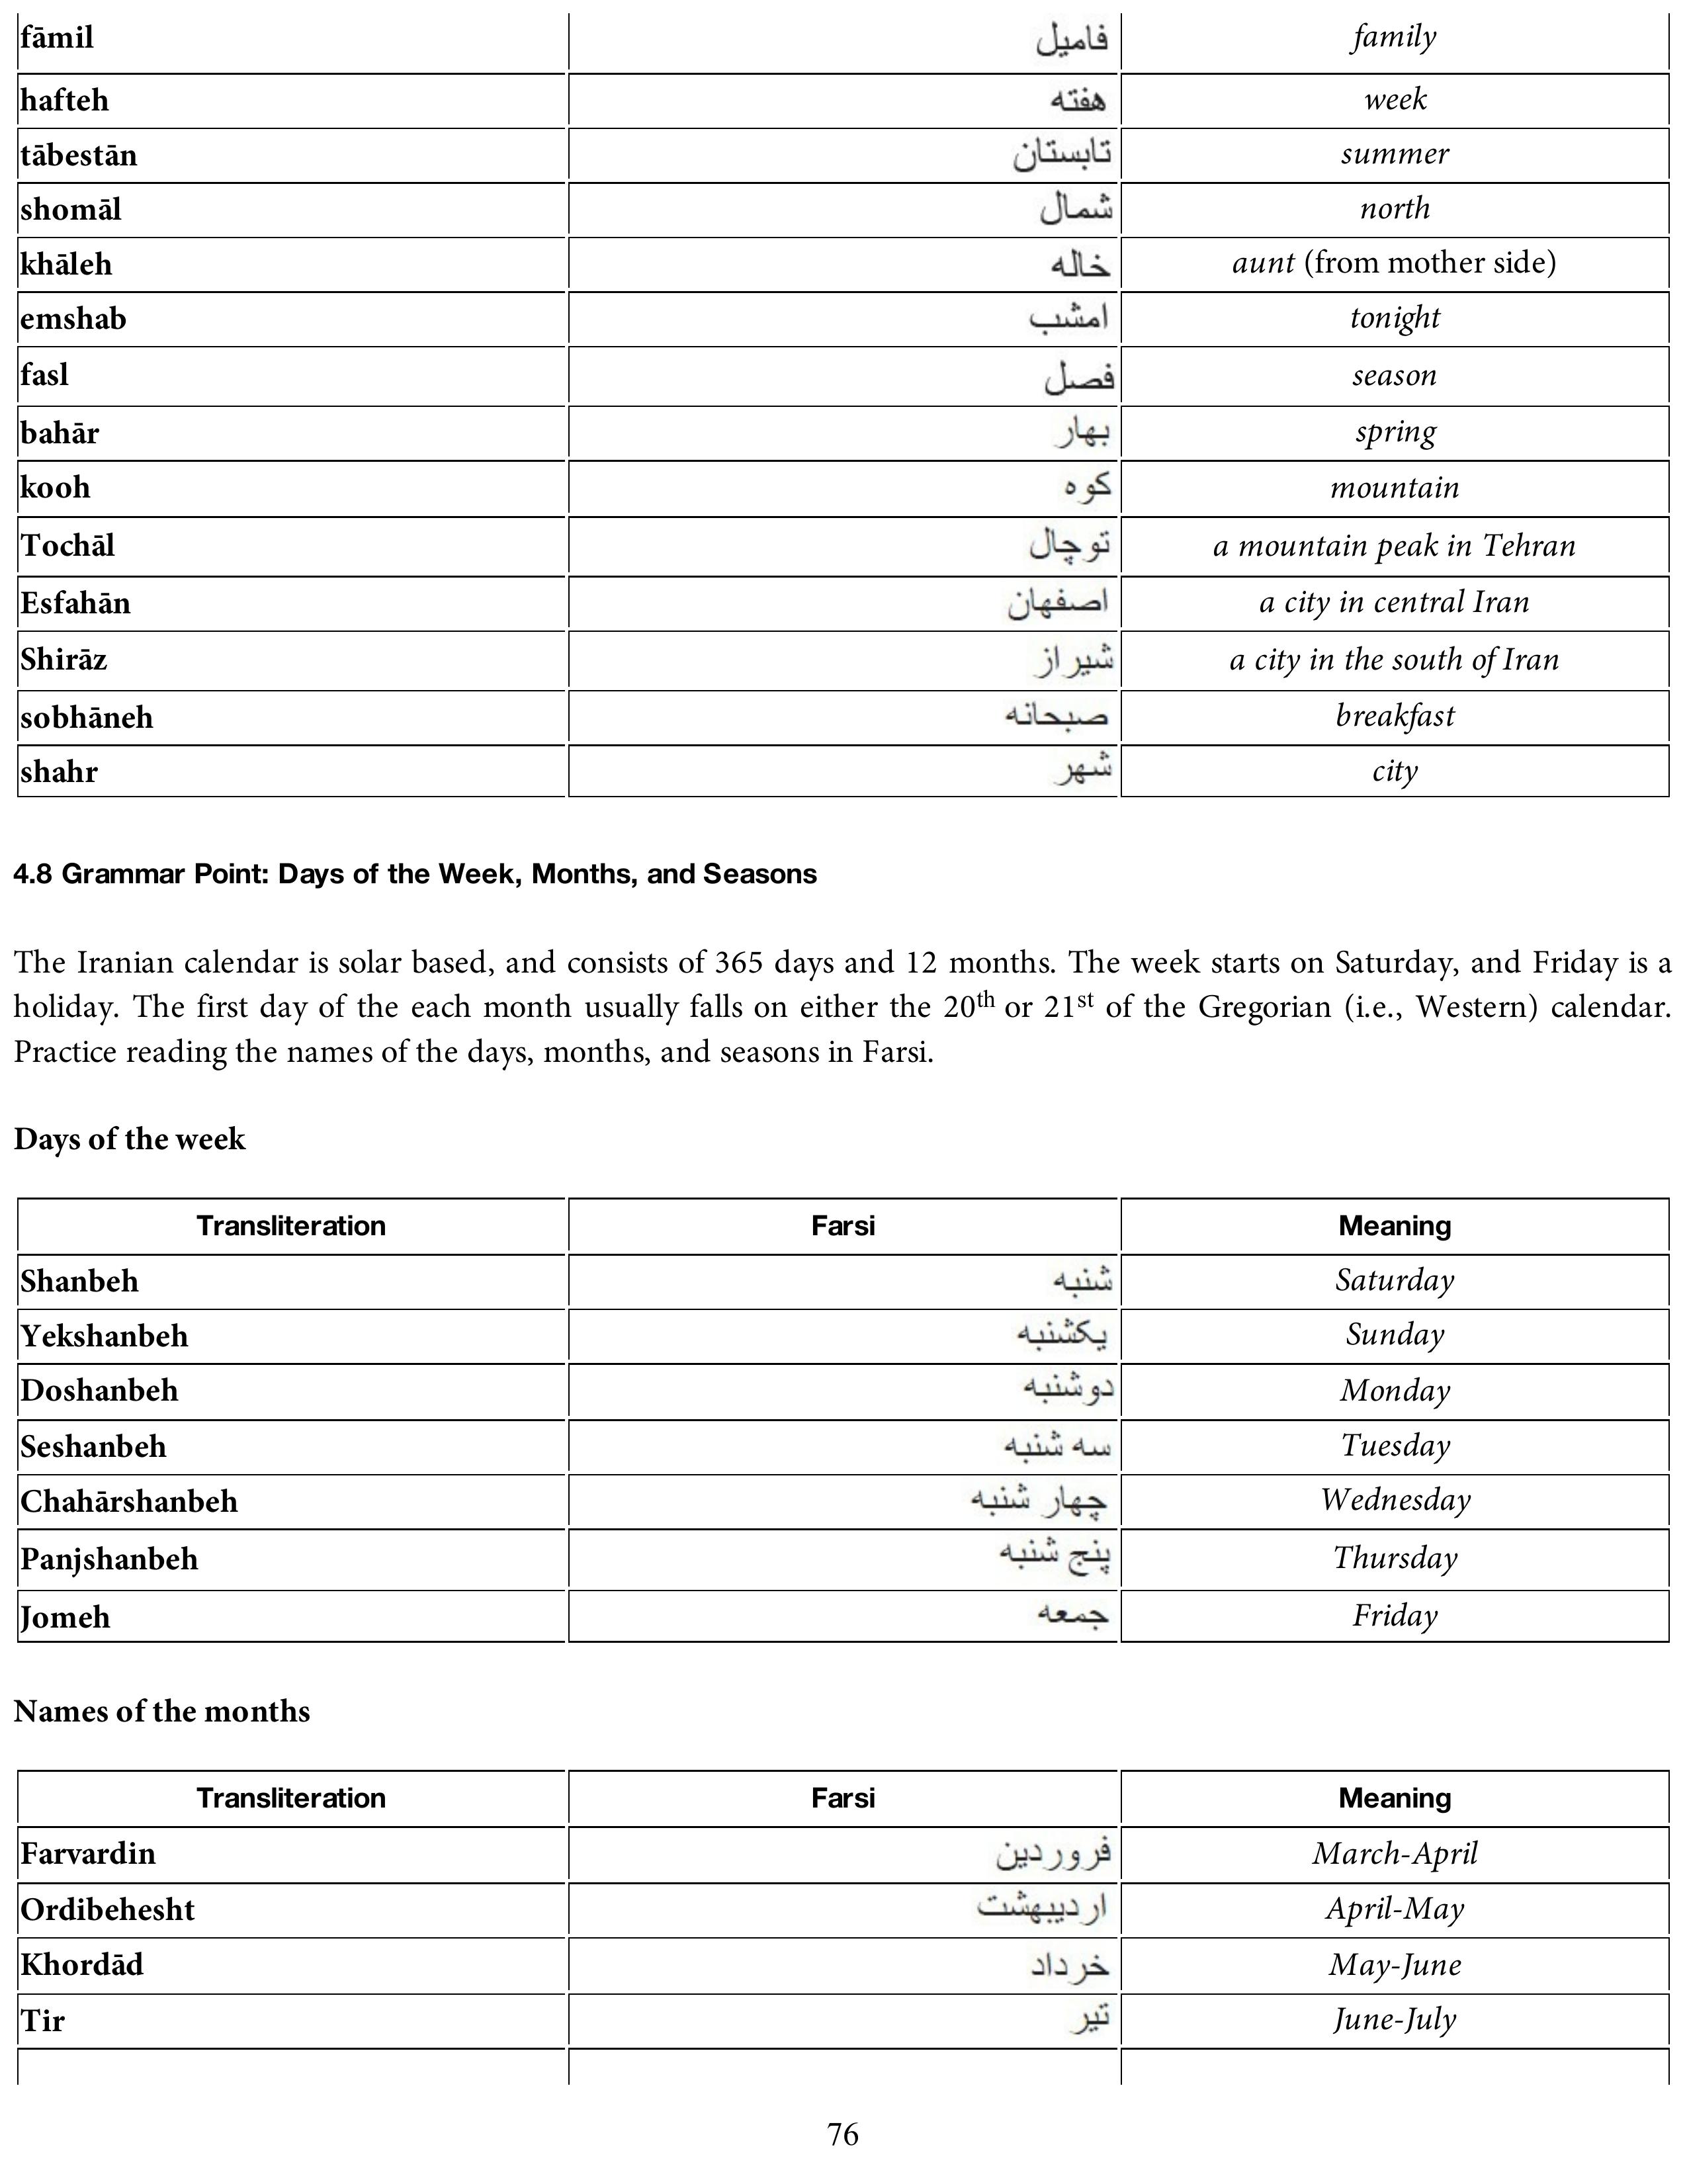 fāmil فامیل family
hafteh هفته week
tābestān تابستان summer
shomāl شمال north
khāleh خاله aunt (from mother side)
emshab امشب tonight
fasl فصل season
bahār بهار spring
kooh کوه mountain
Tochāl توچال a mountain peak in Tehran
Esfahān اصفهان a city in central Iran
Shirāz شیراز a city in the south of Iran
sobhāneh صبحانه breakfast
shahr شهر city
4.8 Grammar Point: Days of the Week, Months, and Seasons
The Iranian calendar is solar based, and consists of 365 days and 12 months. The week starts on Saturday, and Friday is a
holiday. The first day of the each month usually falls on either the 20th or 21st of the Gregorian (i.e., Western) calendar.
Practice reading the names of the days, months, and seasons in Farsi.
Days of the week
Transliteration Farsi Meaning
Shanbeh شنبه Saturday
Yekshanbeh یکشنبه Sunday
Doshanbeh دوشنبه Monday
Seshanbeh سه شنبه Tuesday
Chahārshanbeh چهار شنبه Wednesday
Panjshanbeh پنج شنبه Thursday
Jomeh جمعه Friday
Names of the months
Transliteration Farsi Meaning
Farvardin فروردین March-April
Ordibehesht اردیبهشت April-May
Khordād خرداد May-June
Tir تیر June-July
76